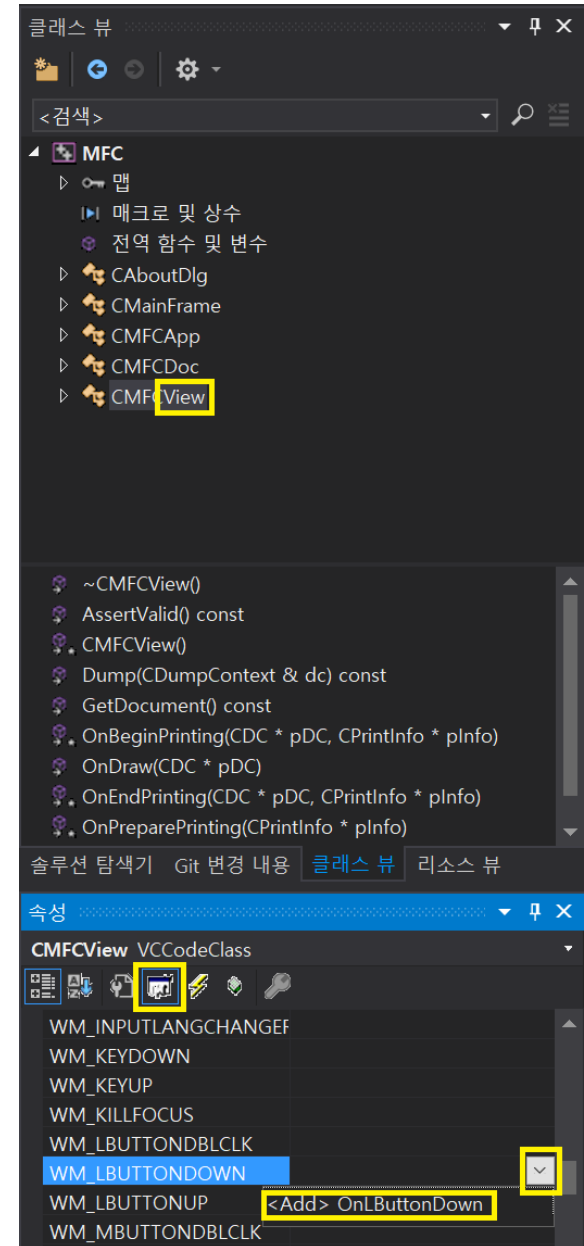 클래스 뷰
<검색>
MFC
맵
매크로 및 상수
전역 함수 및 변수
CAboutDlg
CMainFrame
CMFCApp
CMFCDoc
CMFCView
~CMFCView()
AssertValid() const
CMFCView()
Dump(CDumpContext & dc) const
GetDocument() const
OnBeginPrinting(CDC * pDC, CPrintInfo * pInfo)
OnDraw(CDC * pDC)
OnEndPrinting(CDC * pDC, CPrintInfo * pInfo)
OnPreparePrinting(CPrintInfo * pInfo)
솔루션 탐색기 Git 변경 내용 클래스 뷰 리소스 뷰
속성
CMFCView VCCodeClass
WM_INPUTLANGCHANGER
WM_KEYDOWN
WM_KEYUP
WM_KILLFOCUS
WM_LBUTTONDBLCLK
WM_LBUTTONDOWN
WM_LBUTTONUP <Add> OnLButtonDown
WM_MBUTTONDBLCLK